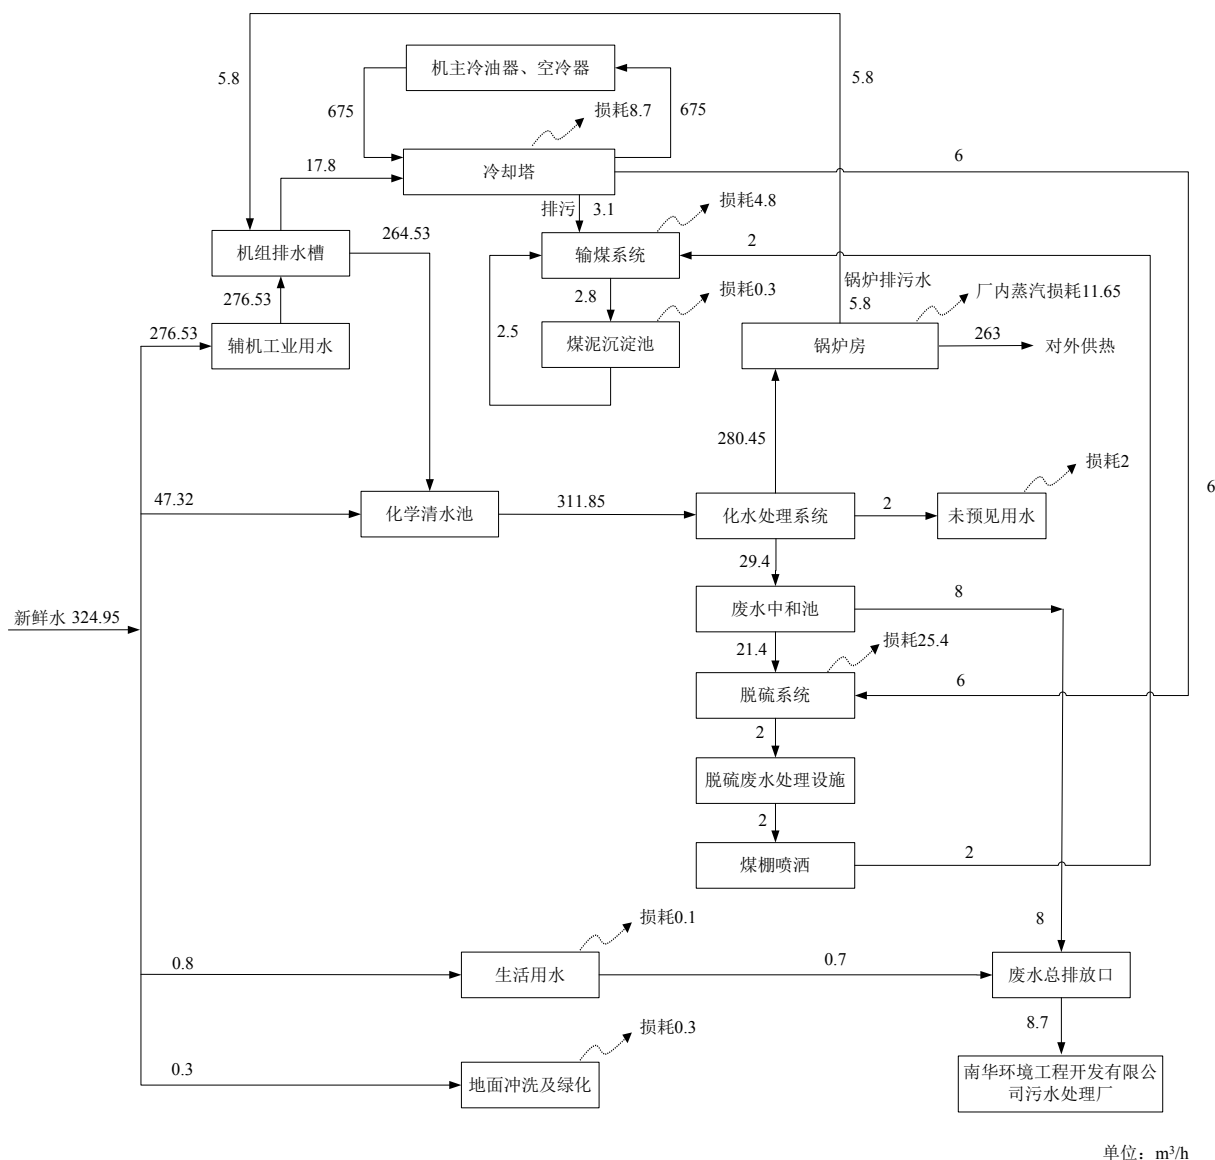 5.8
机主冷油器、空冷器
5.8
675
损耗8.7
675
17.8
冷却塔
6
排污
3.1
损耗4.8
264.53
机组排水槽
输煤系统
2
276.53
2.8
损耗0.3
锅炉排污水
5.8
厂内蒸汽损耗11.65
276.53
辅机工业用水
2.5
煤泥沉淀池
锅炉房
263
对外供热
280.45
损耗2
6
47.32
化学清水池
311.85
化水处理系统
2
未预见用水
29.4
新鲜水 324.95
废水中和池
8
21.4
损耗25.4
脱硫系统
6
2
脱硫废水处理设施
2
煤棚喷洒
2
损耗0.1
8
0.8
生活用水
0.7
废水总排放口
8.7
损耗0.3
0.3
地面冲洗及绿化
南华环境工程开发有限公
司污水处理厂
单位：m³/h